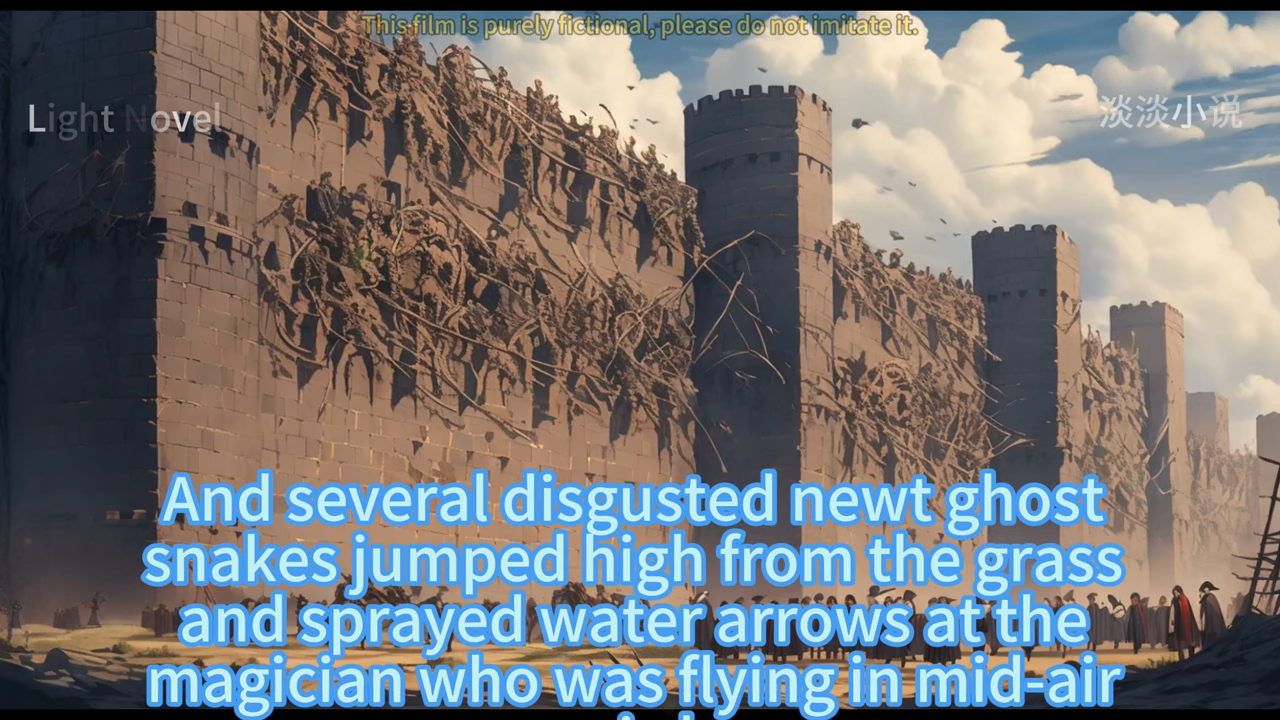 This film is purely fictional, please do not imitate it.
Light Novel
淡淡小说
And several disgusted newt ghost
snakes jumped high from the grass
and sprayed water arrows at the
magician who was flying in mid-air